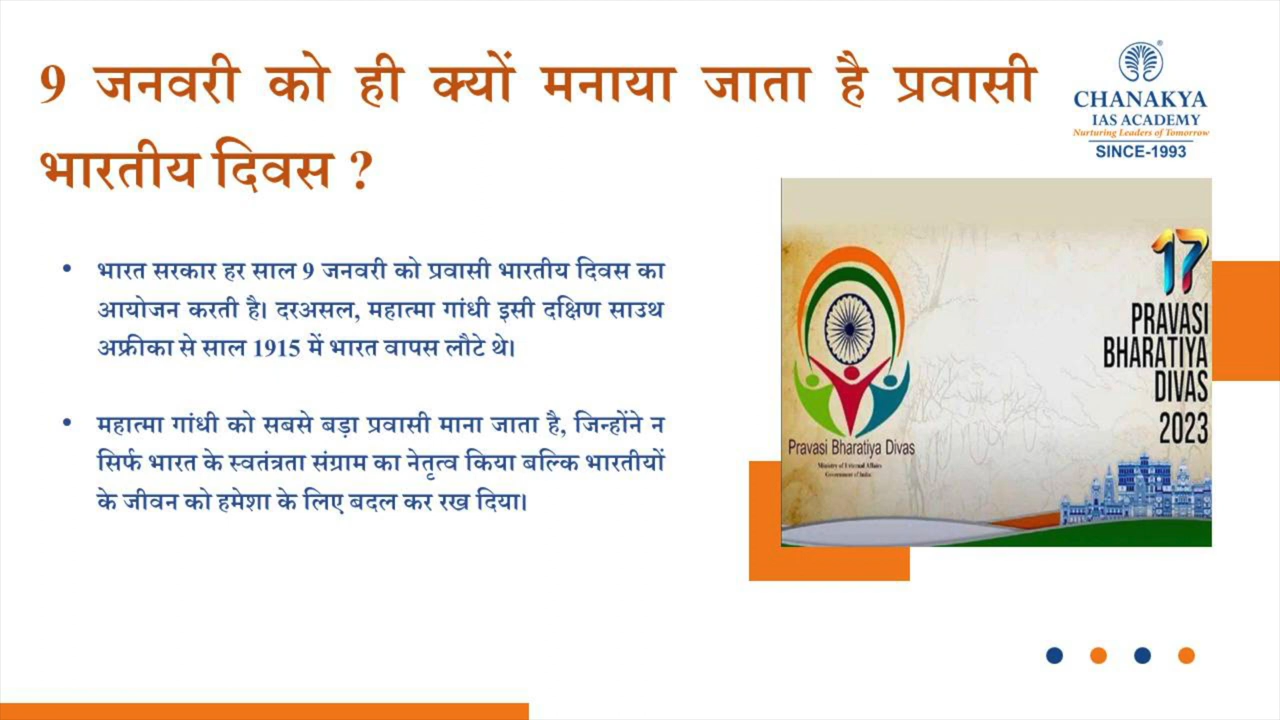 9 जनवरी को ही क्यों मनाया जाता है प्रवासी
भारतीय दिवस ?
CHANAKYA
IAS ACADEMY
Nurturing Leaders of Tomorrow
SINCE-1993
• भारत सरकार हर साल 9 जनवरी को प्रवासी भारतीय दिवस का
आयोजन करती है। दरअसल, महात्मा गांधी इसी दक्षिण साउथ
अफ्रीका से साल 1915 में भारत वापस लौटे थे।
• महात्मा गांधी को सबसे बड़ा प्रवासी माना जाता है, जिन्होंने न
सिर्फ भारत के स्वतंत्रता संग्राम का नेतृत्व किया बल्कि भारतीयों
के जीवन को हमेशा के लिए बदल कर रख दिया।
17
PRAVASI
BHARATIYA
DIVAS
2023
Pravasi Bharatiya Divas
Ministry of External Affairs
Government of India